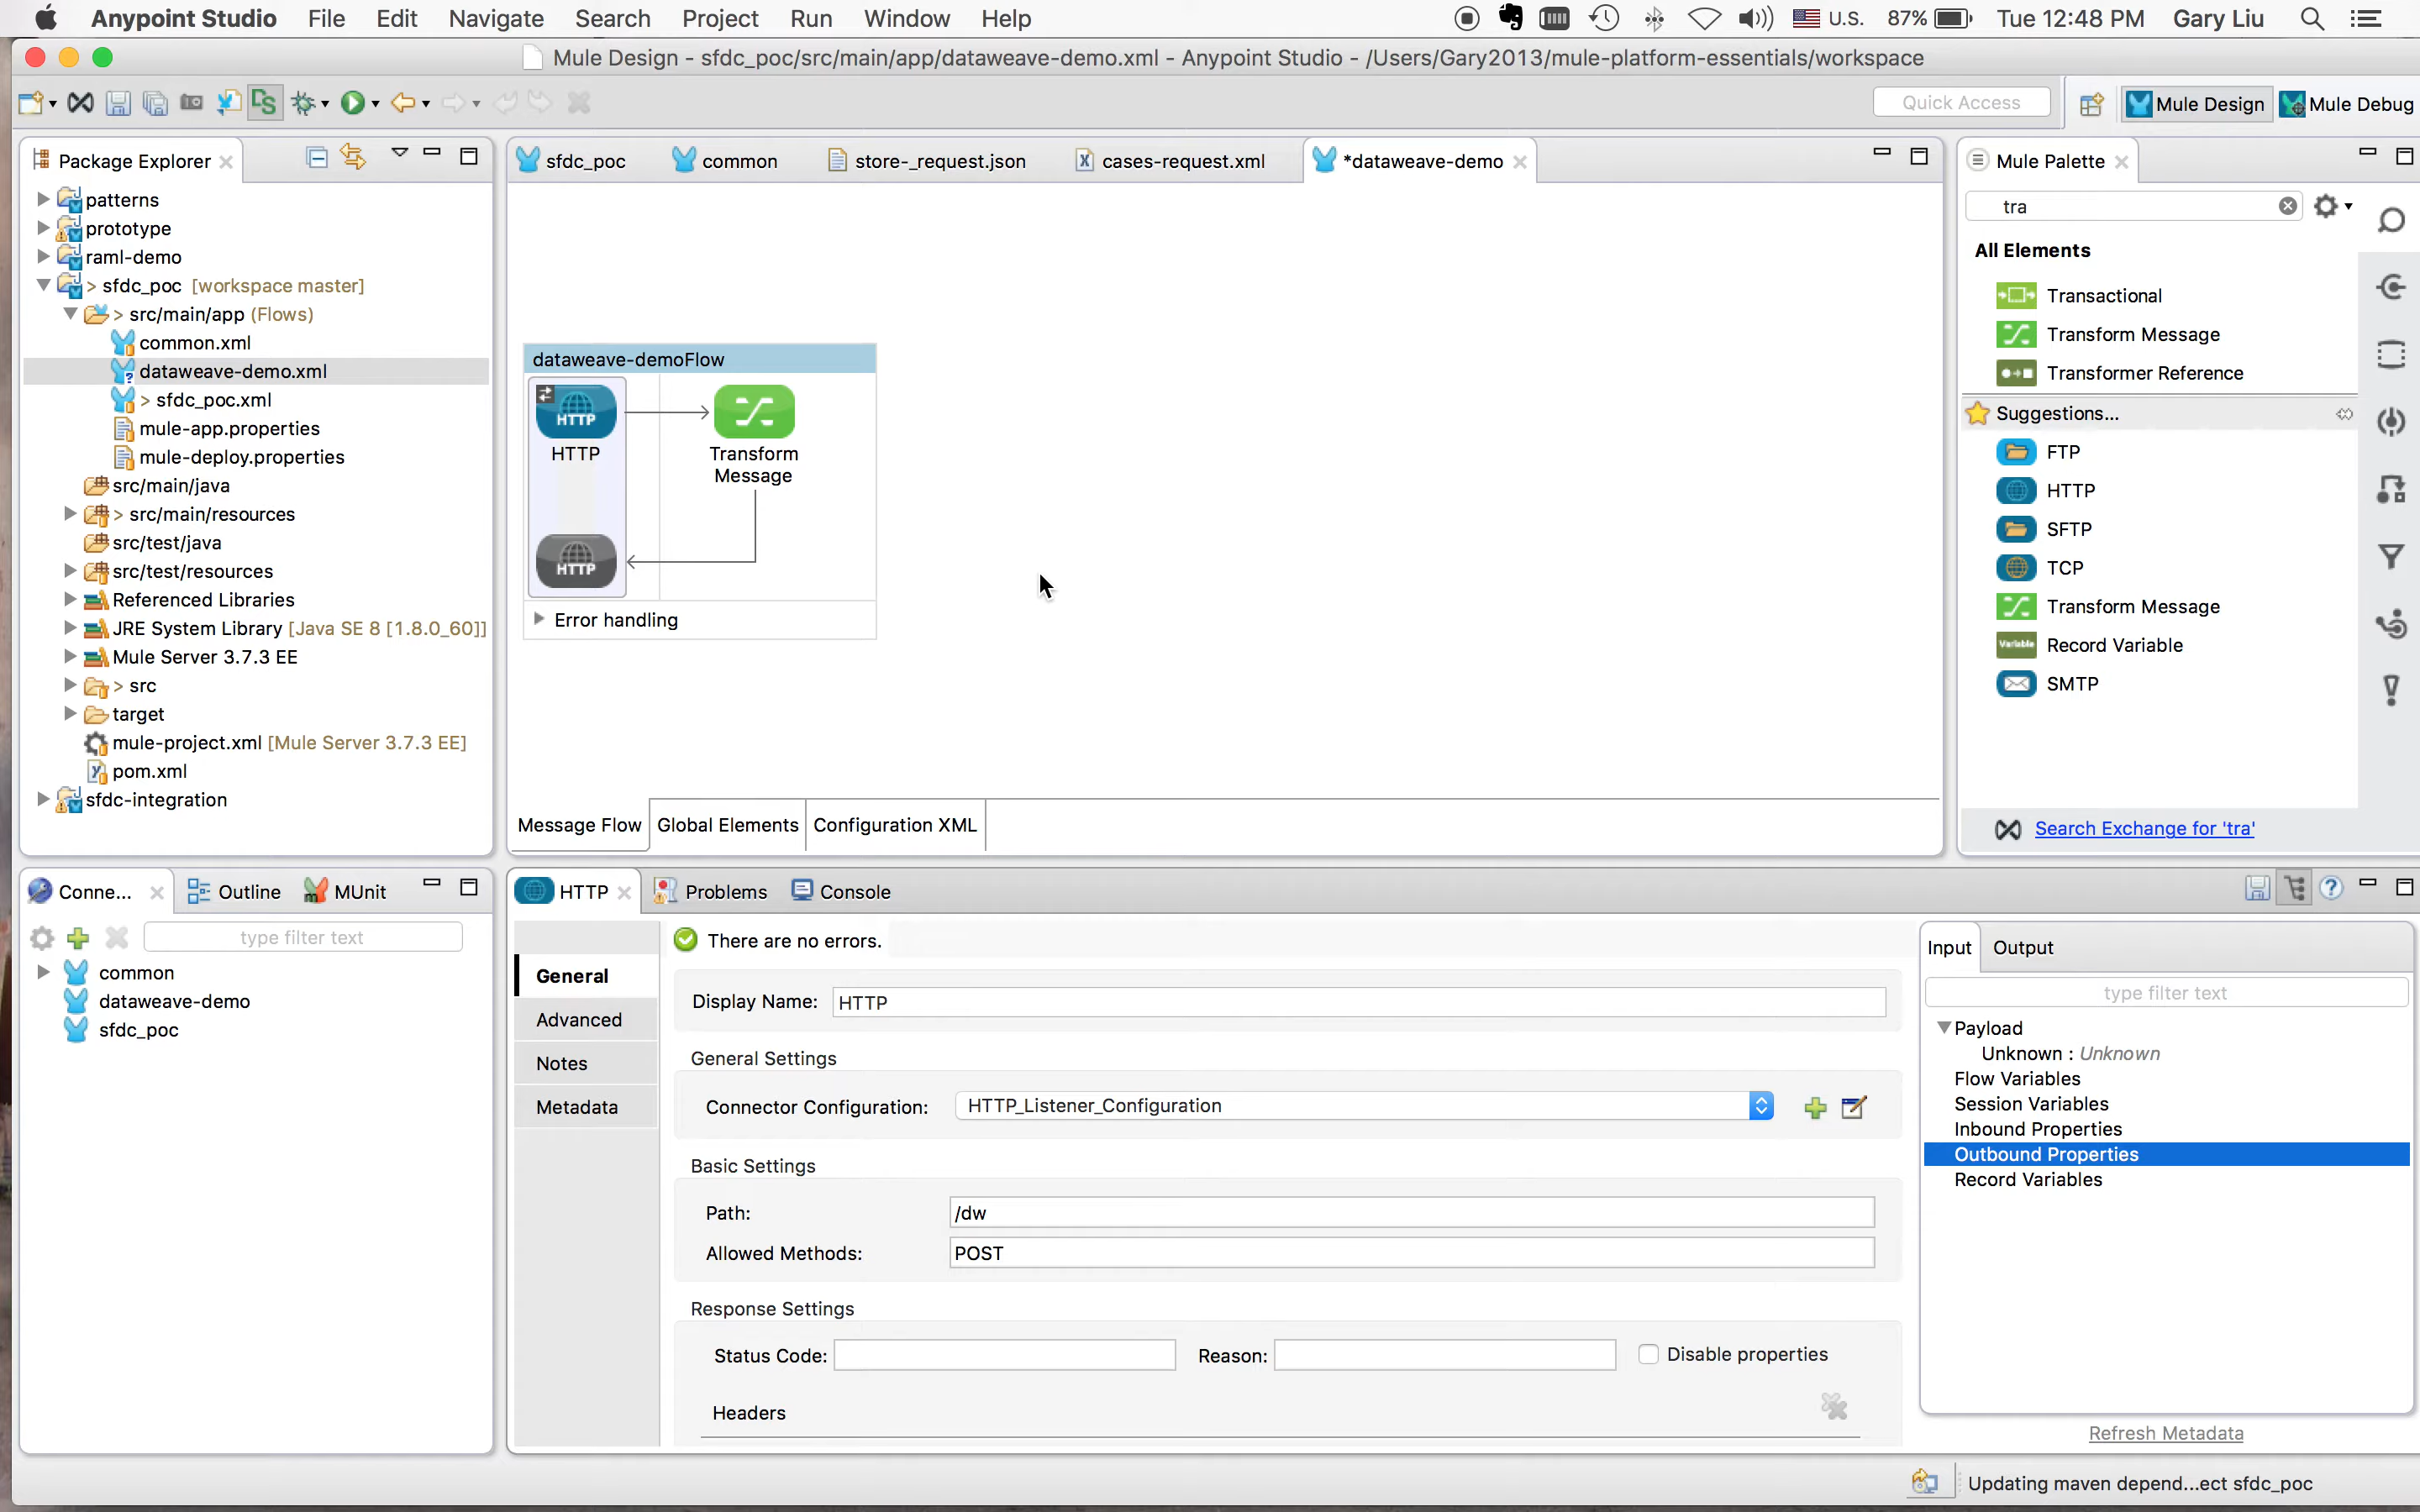 Anypoint Studio File Edit Navigate Search Project Run Window Help U.S. 87% Tue 12:48 PM Gary Liu
Mule Design - sfdc_poc/src/main/app/dataweave-demo.xml - Anypoint Studio - /Users/Gary2013/mule-platform-essentials/workspace
Quick Access Mule Design Mule Debug
Package Explorer
patterns
prototype
raml-demo
> sfdc_poc [workspace master]
> src/main/app (Flows)
common.xml
dataweave-demo.xml
> sfdc_poc.xml
mule-app.properties
mule-deploy.properties
src/main/java
> src/main/resources
src/test/java
src/test/resources
Referenced Libraries
JRE System Library [Java SE 8 [1.8.0_60]]
Mule Server 3.7.3 EE
> src
target
mule-project.xml [Mule Server 3.7.3 EE]
pom.xml
sfdc-integration
sfdc_poc common store-_request.json cases-request.xml *dataweave-demo
dataweave-demoFlow
HTTP
HTTP
Transform
Message
HTTP
Error handling
Message Flow Global Elements Configuration XML
Mule Palette
tra
All Elements
Transactional
Transform Message
Transformer Reference
Suggestions...
FTP
HTTP
SFTP
TCP
Transform Message
Variable Record Variable
SMTP
Search Exchange for 'tra'
Conne... Outline MUnit
type filter text
common
dataweave-demo
sfdc_poc
HTTP Problems Console
There are no errors.
General
Advanced
Notes
Metadata
Display Name: HTTP
General Settings
Connector Configuration: HTTP_Listener_Configuration
Basic Settings
Path: /dw
Allowed Methods: POST
Response Settings
Status Code: Reason: Disable properties
Headers
Input Output
type filter text
Payload
Unknown : Unknown
Flow Variables
Session Variables
Inbound Properties
Outbound Properties
Record Variables
Refresh Metadata
Updating maven depend...ect sfdc_poc